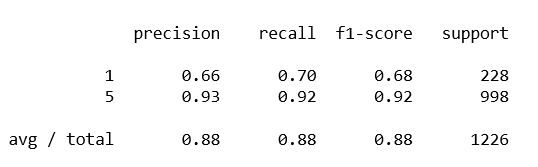 precision recall f1-score support
1 0.66 0.70 0.68 228
5 0.93 0.92 0.92 998
avg / total 0.88 0.88 0.88 1226